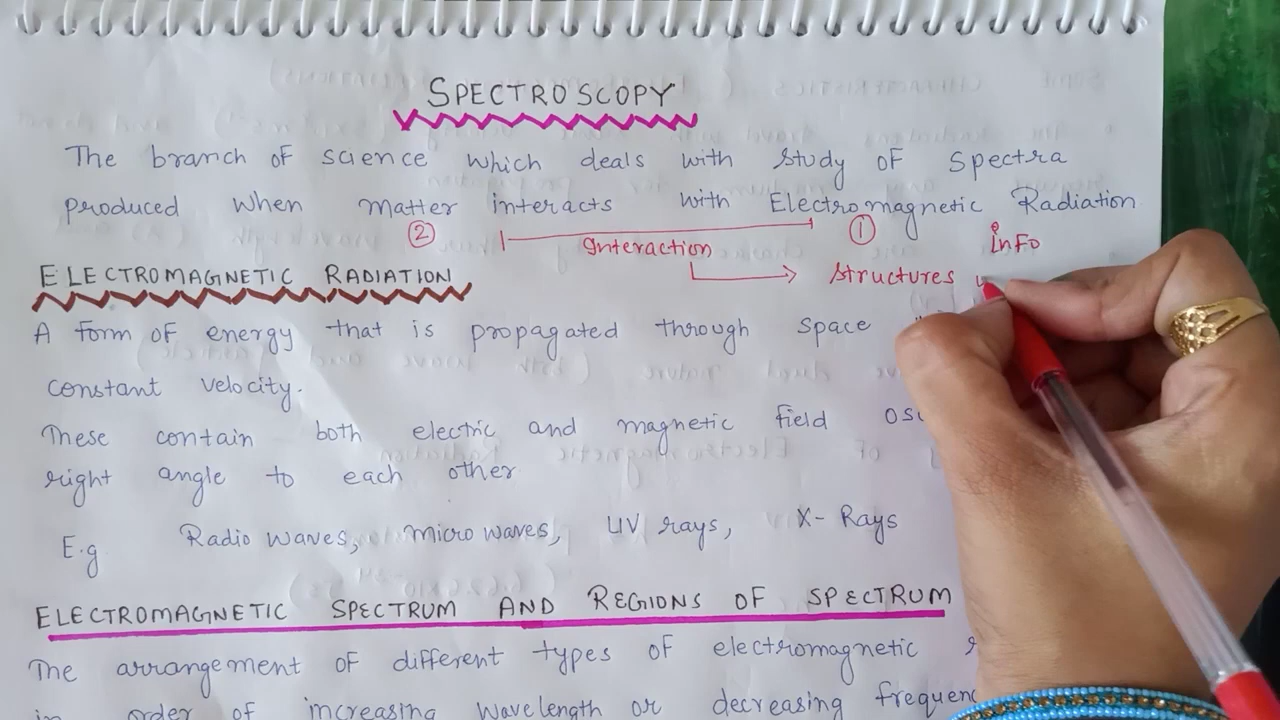 SPECTROSCOPY
The branch of science which deals with study of Spectra
produced when matter interacts with Electromagnetic Radiation.
② Interaction ① info
structures
ELECTROMAGNETIC RADIATION
A form of energy that is propagated through space
constant velocity.
These contain both electric and magnetic field
right angle to each other
E.g Radio waves, micro waves, UV rays, X-Rays
ELECTROMAGNETIC SPECTRUM AND REGIONS OF SPECTRUM
The arrangement of different types of electromagnetic
in order of increasing wavelength or decreasing